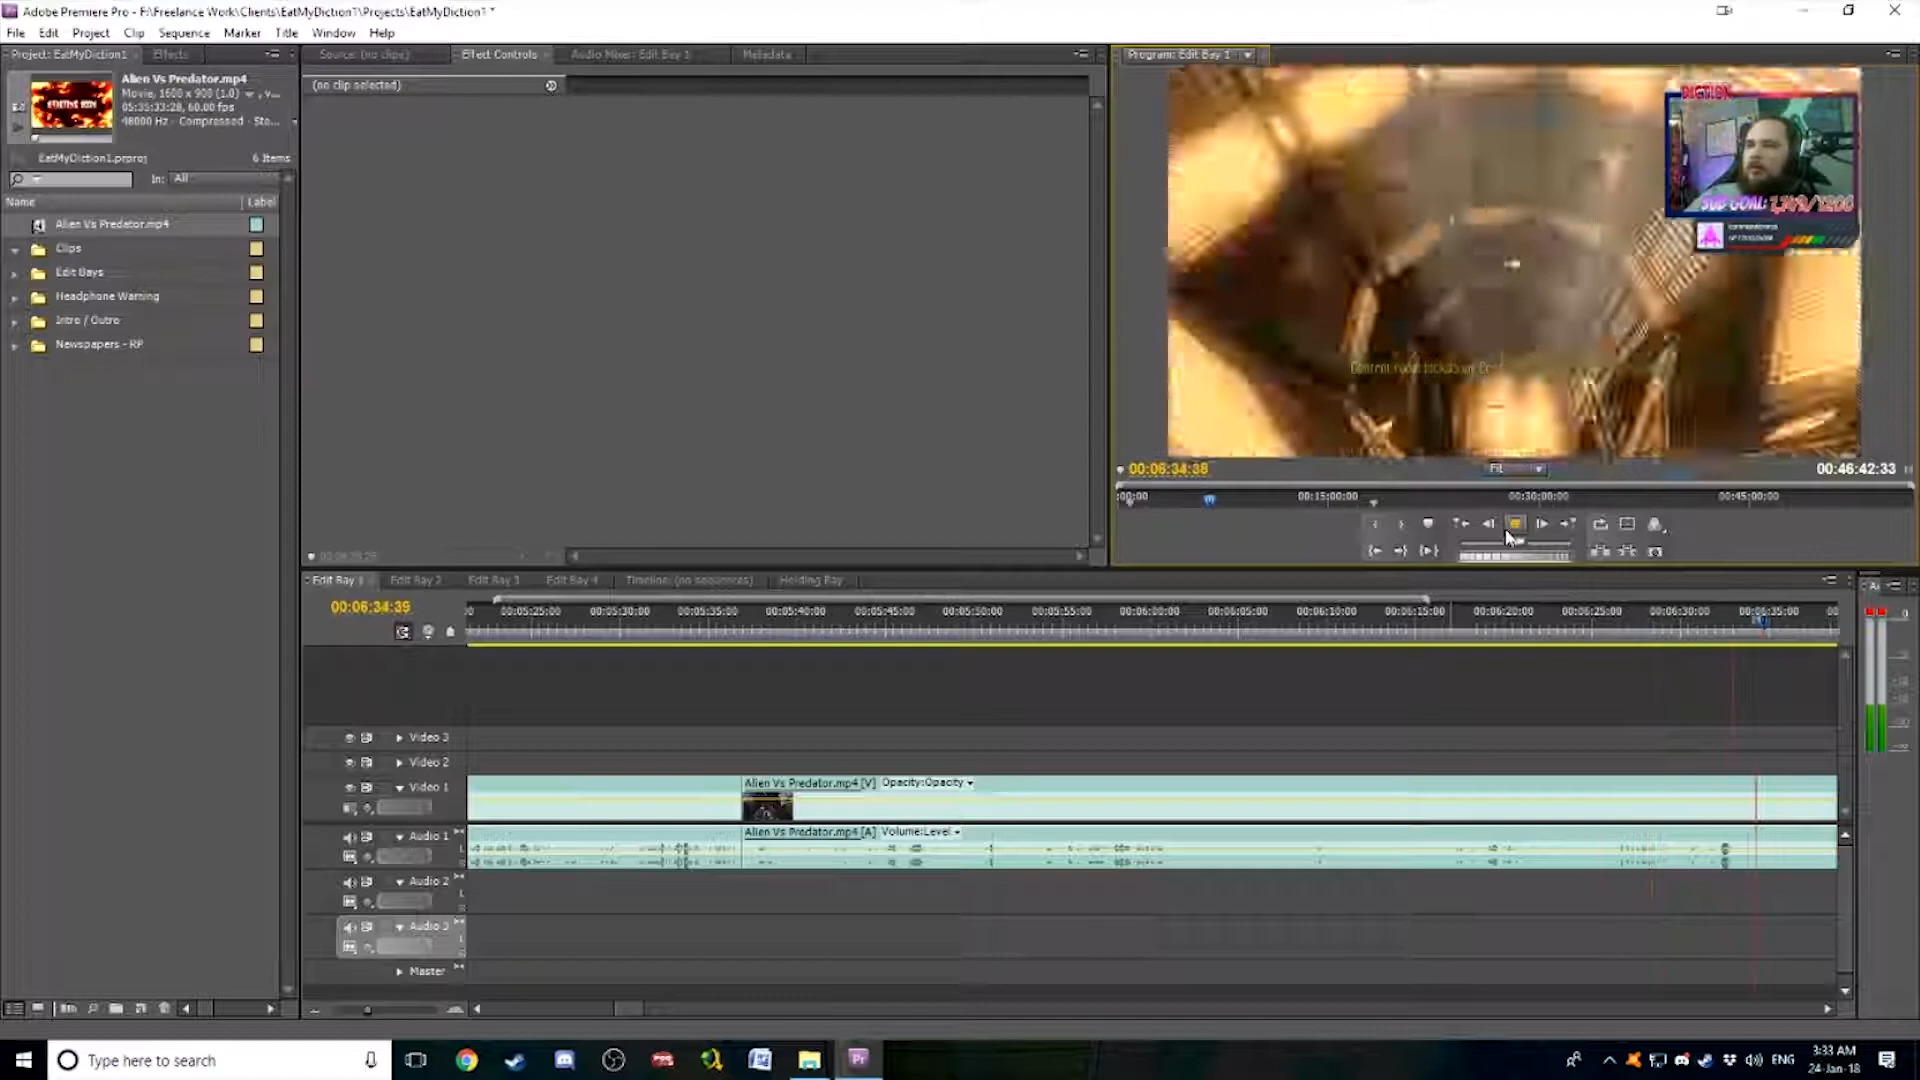 Adobe Premiere Pro - F:\Freelance Work\Clients\EatMyDiction1\Projects\EatMyDiction1 *
File Edit Project Clip Sequence Marker Title Window Help
Project: EatMyDiction1 Effects
Source: (no clips) Effect Controls Audio Mixer: Edit Bay 1 Metadata
Program: Edit Bay 1
Alien Vs Predator.mp4
Movie, 1600 x 900 (1.0) , v...
05:35:33:28, 60.00 fps
48000 Hz - Compressed - Ste...
EatMyDiction1.prproj 6 Items
In: All
Name Label
Alien Vs Predator.mp4
Clips
Edit Bays
Headphone Warning
Intro / Outro
Newspapers - RP
(no clip selected)
DICTION
SUB GOAL: 1,149/1200
00:06:34:38 Fit 00:46:42:33
00:00 00:15:00:00 00:30:00:00 00:45:00:00
Edit Bay 1 Edit Bay 2 Edit Bay 3 Edit Bay 4 Timeline: (no sequences) Holding Bay
00:06:34:39
00:05:25:00 00:05:30:00 00:05:35:00 00:05:40:00 00:05:45:00 00:05:50:00 00:05:55:00 00:06:00:00 00:06:05:00 00:06:10:00 00:06:15:00 00:06:20:00 00:06:25:00 00:06:30:00 00:06:35:00 00
Video 3
Video 2
Video 1
Alien Vs Predator.mp4 [V] Opacity:Opacity
Audio 1
Alien Vs Predator.mp4 [A] Volume:Level
Audio 2
Audio 3
Master
Type here to search
Pr
ENG
3:33 AM
24-Jan-18